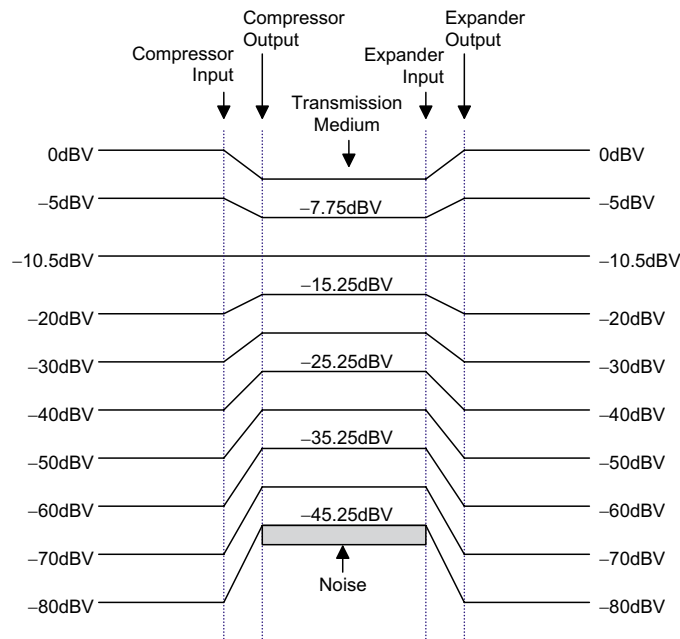 Compressor
Output
Expander
Output
Compressor
Input
Expander
Input
Transmission
Medium
0dBV
0dBV
−5dBV
−7.75dBV
−5dBV
−10.5dBV
−10.5dBV
−15.25dBV
−20dBV
−20dBV
−30dBV
−30dBV
−25.25dBV
−40dBV
−40dBV
−35.25dBV
−50dBV
−50dBV
−60dBV
−60dBV
−45.25dBV
−70dBV
−70dBV
Noise
−80dBV
−80dBV